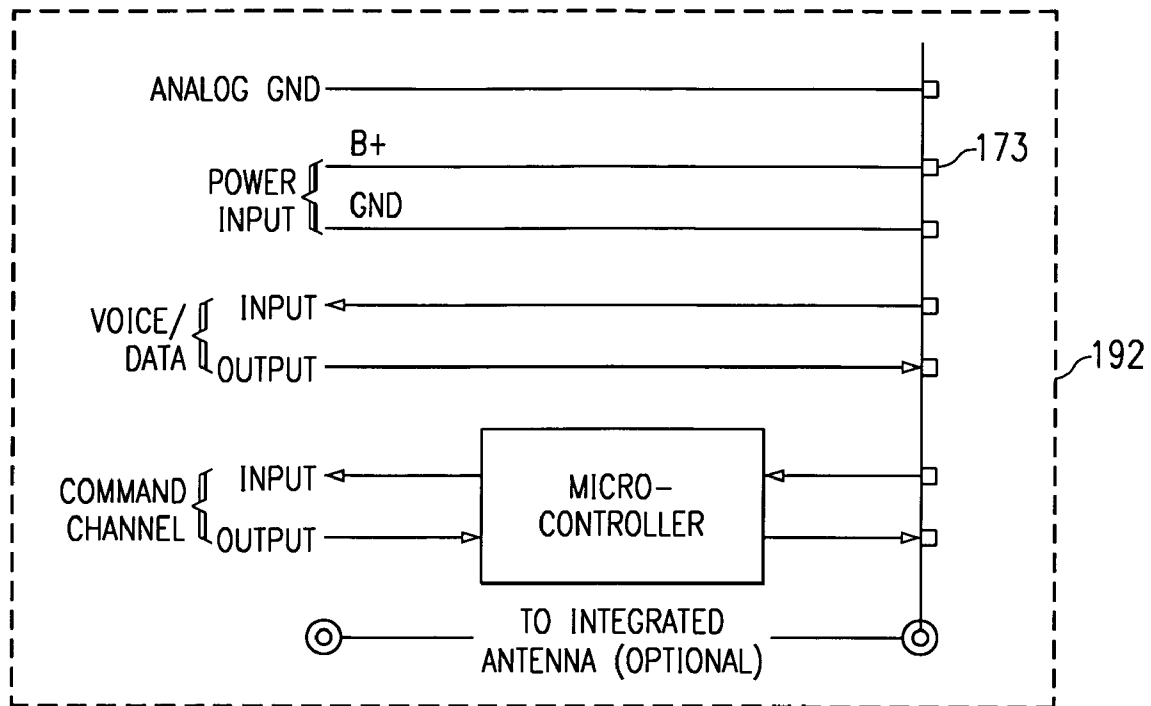 ANALOG GND
B+
173
POWER
INPUT
GND
INPUT
VOICE/
DATA
OUTPUT
192
INPUT
COMMAND
CHANNEL
OUTPUT
MICRO-
CONTROLLER
TO INTEGRATED
ANTENNA (OPTIONAL)